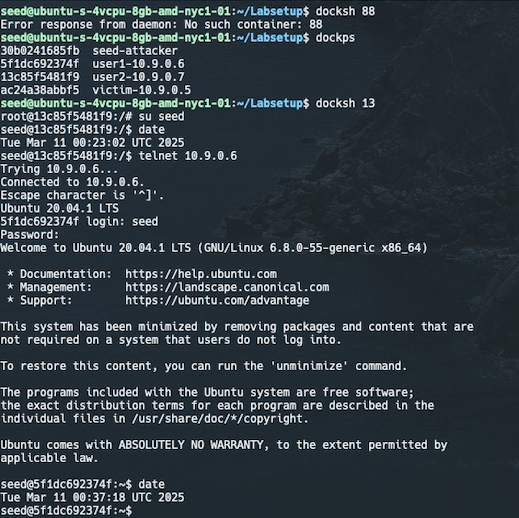 seed@ubuntu-s-4vcpu-8gb-amd-nyc1-01:~/Labsetup$ docksh 88
Error response from daemon: No such container: 88
seed@ubuntu-s-4vcpu-8gb-amd-nyc1-01:~/Labsetup$ dockps
30b0241685fb  seed-attacker
5f1dc692374f  user1-10.9.0.6
13c85f5481f9  user2-10.9.0.7
ac24a38abbf5  victim-10.9.0.5
seed@ubuntu-s-4vcpu-8gb-amd-nyc1-01:~/Labsetup$ docksh 13
root@13c85f5481f9:/# su seed
seed@13c85f5481f9:/$ date
Tue Mar 11 00:23:02 UTC 2025
seed@13c85f5481f9:/$ telnet 10.9.0.6
Trying 10.9.0.6...
Connected to 10.9.0.6.
Escape character is '^]'.
Ubuntu 20.04.1 LTS
5f1dc692374f login: seed
Password:
Welcome to Ubuntu 20.04.1 LTS (GNU/Linux 6.8.0-55-generic x86_64)

 * Documentation:  https://help.ubuntu.com
 * Management:     https://landscape.canonical.com
 * Support:        https://ubuntu.com/advantage

This system has been minimized by removing packages and content that are
not required on a system that users do not log into.

To restore this content, you can run the 'unminimize' command.

The programs included with the Ubuntu system are free software;
the exact distribution terms for each program are described in the
individual files in /usr/share/doc/*/copyright.

Ubuntu comes with ABSOLUTELY NO WARRANTY, to the extent permitted by
applicable law.

seed@5f1dc692374f:~$ date
Tue Mar 11 00:37:18 UTC 2025
seed@5f1dc692374f:~$